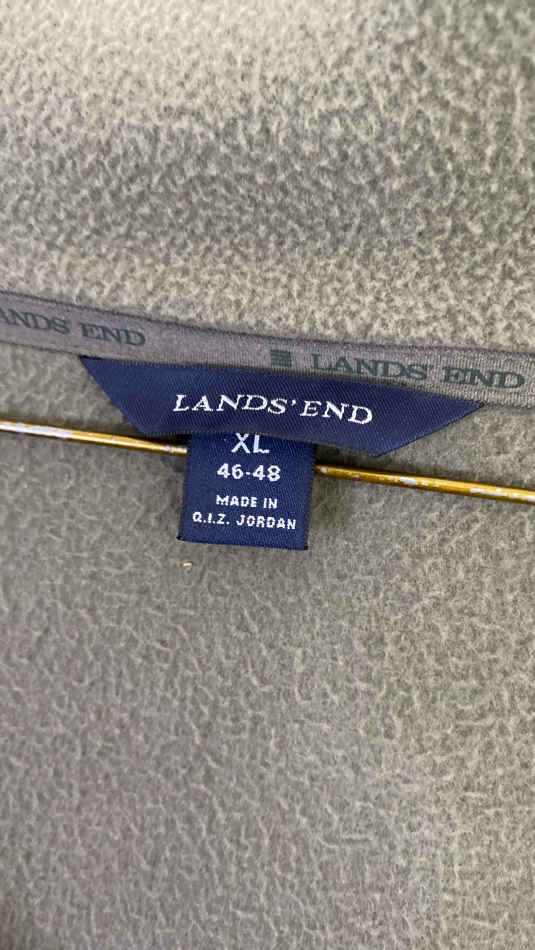 LANDS' END
LANDS' END
LANDS' END
XL
46-48
MADE IN
Q.I.Z. JORDAN